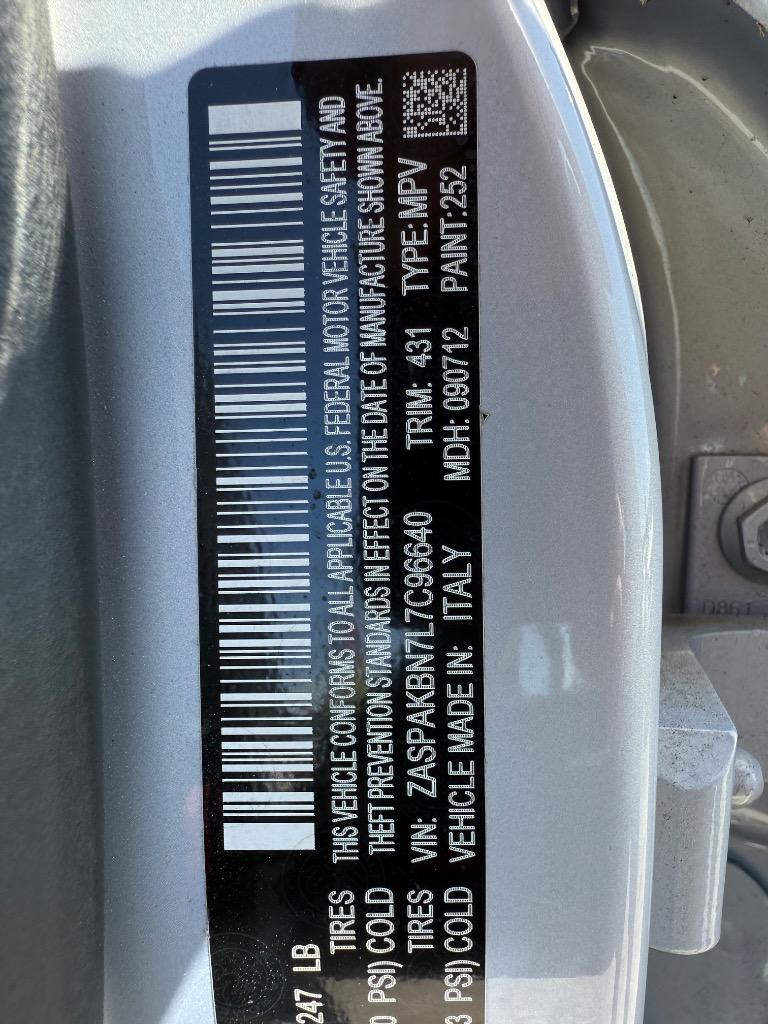 247 LB
TIRES THIS VEHICLE CONFORMS TO ALL APPLICABLE U.S. FEDERAL MOTOR VEHICLE SAFETY AND
PSI) COLD THEFT PREVENTION STANDARDS IN EFFECT ON THE DATE OF MANUFACTURE SHOWN ABOVE.
TIRES VIN: ZASPAKBN7L7C96640 TRIM: 431 TYPE: MPV
3 PSI) COLD VEHICLE MADE IN: ITALY MDH: 090712 PAINT: 252